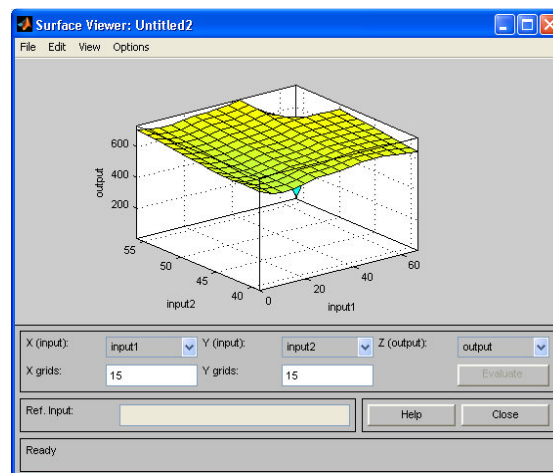 Surface Viewer: Untitled2
File Edit View Options
600
400
200
output
55
50
45
40
input2
0
20
40
60
input1
X (input): input1 Y (input): input2 Z (output): output
X grids: 15 Y grids: 15 Evaluate
Ref. Input: Help Close
Ready